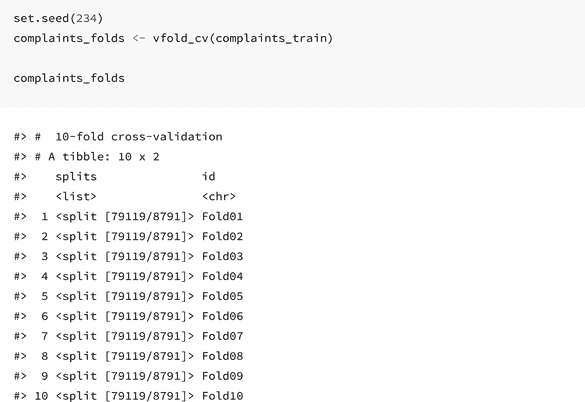 set.seed(234)
complaints_folds <- vfold_cv(complaints_train)
complaints_folds
#> #  10-fold cross-validation
#> # A tibble: 10 x 2
#>    splits               id
#>    <list>               <chr>
#>  1 <split [79119/8791]> Fold01
#>  2 <split [79119/8791]> Fold02
#>  3 <split [79119/8791]> Fold03
#>  4 <split [79119/8791]> Fold04
#>  5 <split [79119/8791]> Fold05
#>  6 <split [79119/8791]> Fold06
#>  7 <split [79119/8791]> Fold07
#>  8 <split [79119/8791]> Fold08
#>  9 <split [79119/8791]> Fold09
#> 10 <split [79119/8791]> Fold10